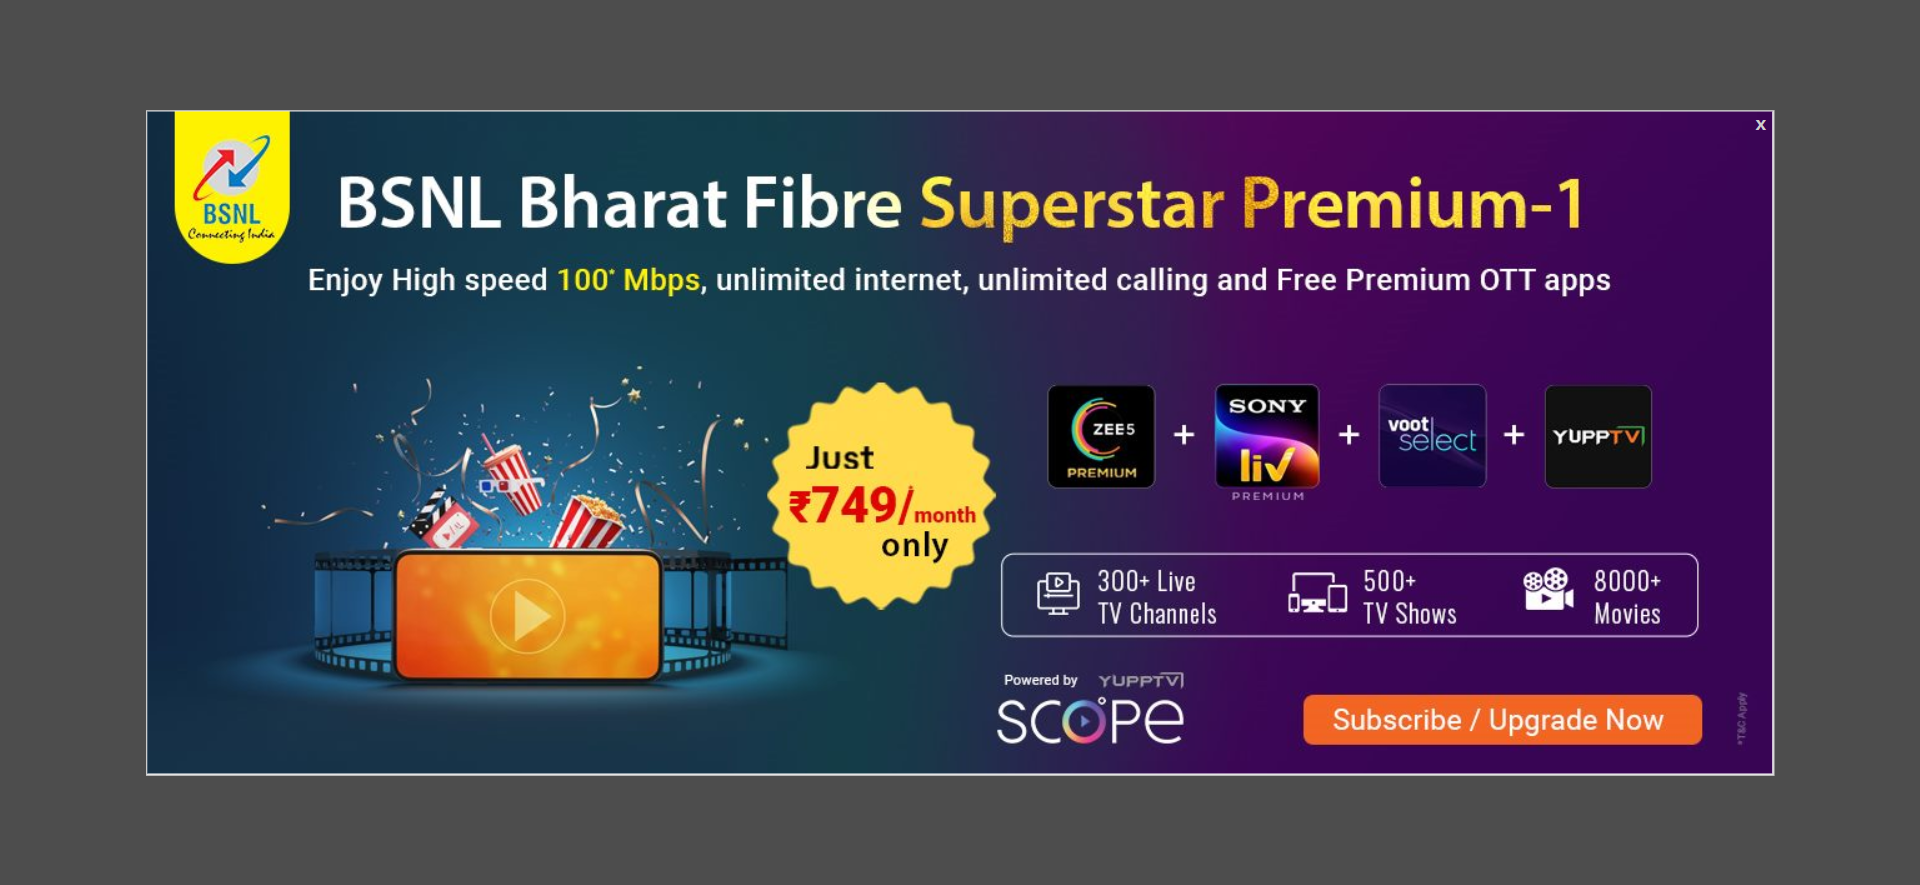 x
BSNL
Connecting India
BSNL Bharat Fibre Superstar Premium-1
Enjoy High speed 100* Mbps, unlimited internet, unlimited calling and Free Premium OTT apps
Just
₹749/month
only
ZEE5
PREMIUM
+
SONY
liv
PREMIUM
+
voot
select
+
YUPPTV
300+ Live
TV Channels
500+
TV Shows
8000+
Movies
Powered by YUPPTV
SCOPE
Subscribe / Upgrade Now
*T&C Apply